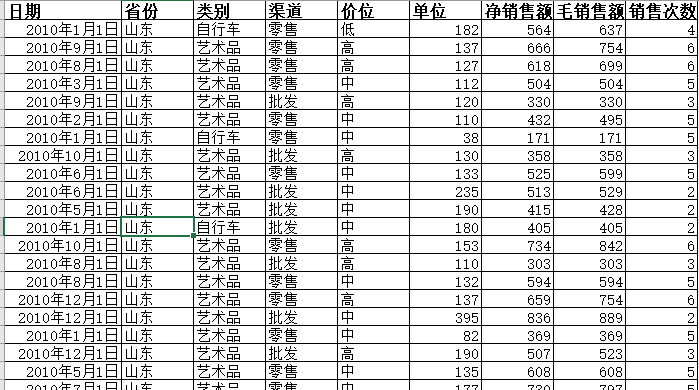 日期 省份 类别 渠道 价位 单位 净销售额 毛销售额 销售次数
2010年1月1日 山东 自行车 零售 低 182 564 637 4
2010年9月1日 山东 艺术品 零售 高 137 666 754 6
2010年8月1日 山东 艺术品 零售 高 127 618 699 6
2010年3月1日 山东 艺术品 零售 中 112 504 504 5
2010年9月1日 山东 艺术品 批发 高 120 330 330 3
2010年2月1日 山东 艺术品 零售 中 110 432 495 5
2010年1月1日 山东 自行车 零售 中 38 171 171 5
2010年10月1日 山东 艺术品 批发 高 130 358 358 3
2010年6月1日 山东 艺术品 零售 中 133 525 599 5
2010年6月1日 山东 艺术品 批发 中 235 513 529 2
2010年5月1日 山东 艺术品 批发 中 190 415 428 2
2010年1月1日 山东 自行车 批发 中 180 405 405 2
2010年10月1日 山东 艺术品 零售 高 153 734 842 6
2010年8月1日 山东 艺术品 批发 高 110 303 303 3
2010年8月1日 山东 艺术品 零售 中 132 594 594 5
2010年12月1日 山东 艺术品 零售 高 137 659 754 6
2010年12月1日 山东 艺术品 批发 中 395 836 889 2
2010年1月1日 山东 艺术品 零售 中 82 369 369 5
2010年12月1日 山东 艺术品 批发 高 190 507 523 3
2010年5月1日 山东 艺术品 零售 中 135 608 608 5
2010年7月1日 山东 艺术品 零售 中 177